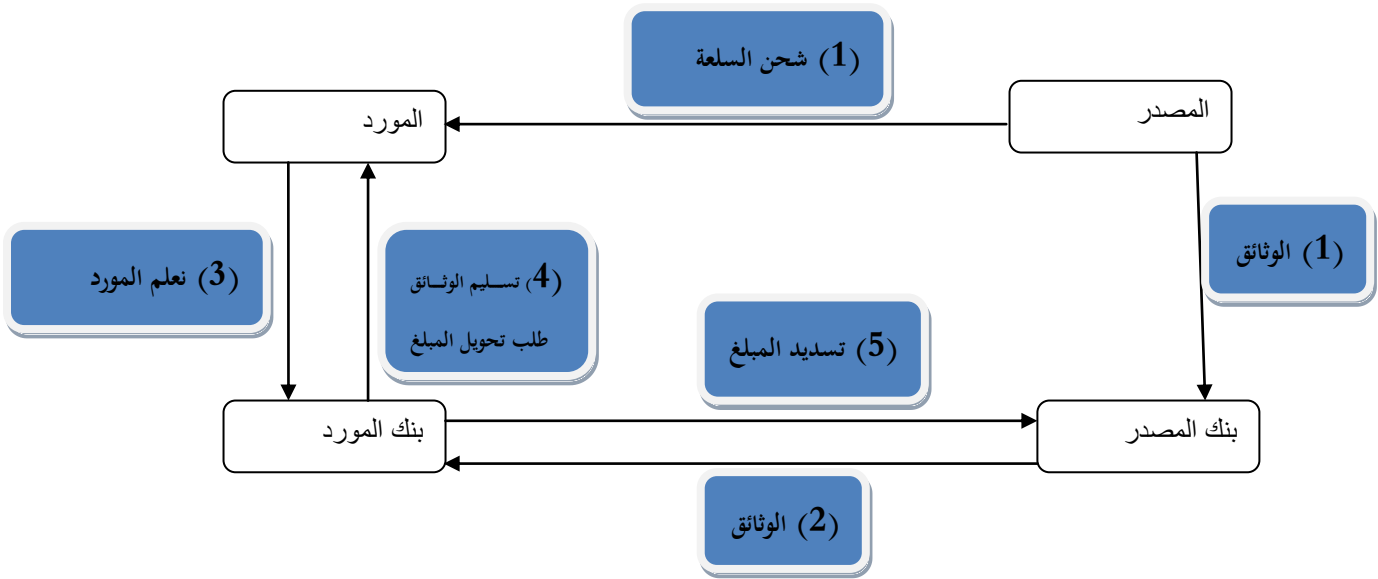 (1) شحن السلعة
المصدر
المورد
(1) الوثائق
(3) نعلم المورد
(4) تسليم الوثائق
طلب تحويل المبلغ
(5) تسديد المبلغ
بنك المصدر
بنك المورد
(2) الوثائق